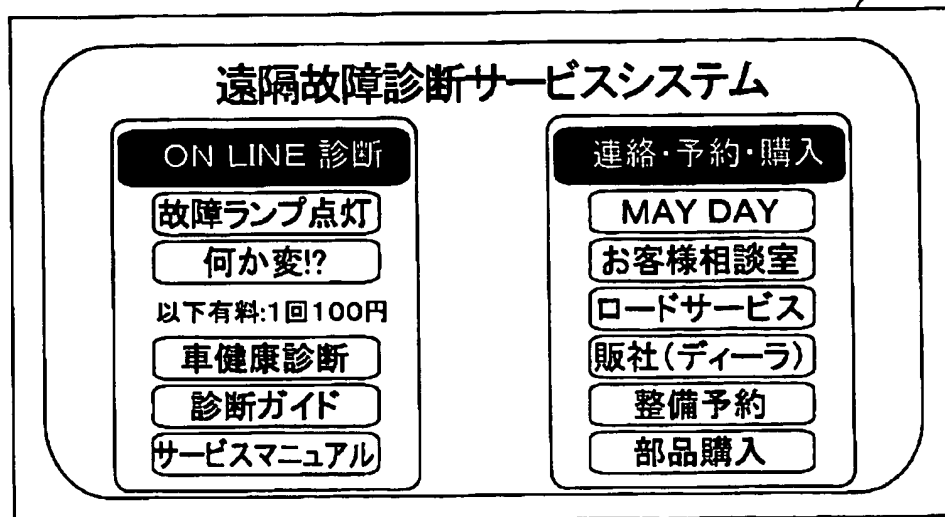 遠隔故障診断サービスシステム
ON LINE 診断
故障ランプ点灯
何か変!?
以下有料:1回100円
車健康診断
診断ガイド
サービスマニュアル
連絡・予約・購入
MAY DAY
お客様相談室
ロードサービス
販社(ディーラ)
整備予約
部品購入